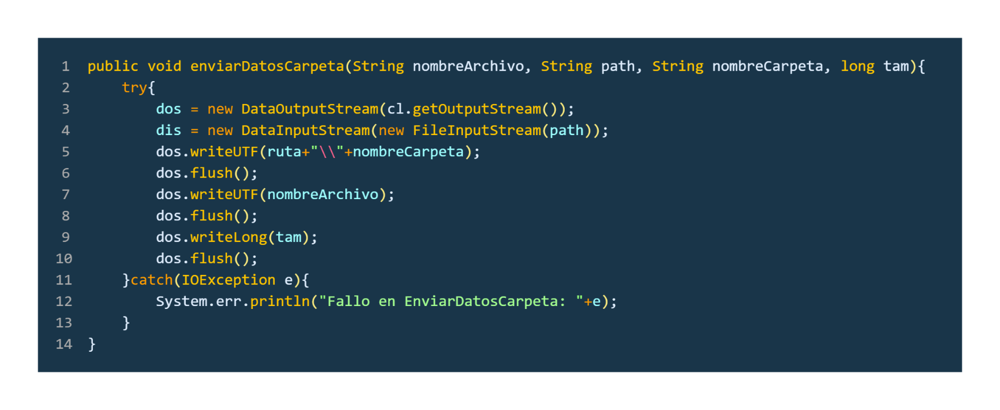 1 public void enviarDatosCarpeta(String nombreArchivo, String path, String nombreCarpeta, long tam){
2     try{
3         dos = new DataOutputStream(cl.getOutputStream());
4         dis = new DataInputStream(new FileInputStream(path));
5         dos.writeUTF(ruta+"\\"+nombreCarpeta);
6         dos.flush();
7         dos.writeUTF(nombreArchivo);
8         dos.flush();
9         dos.writeLong(tam);
10         dos.flush();
11     }catch(IOException e){
12         System.err.println("Fallo en EnviarDatosCarpeta: "+e);
13     }
14 }